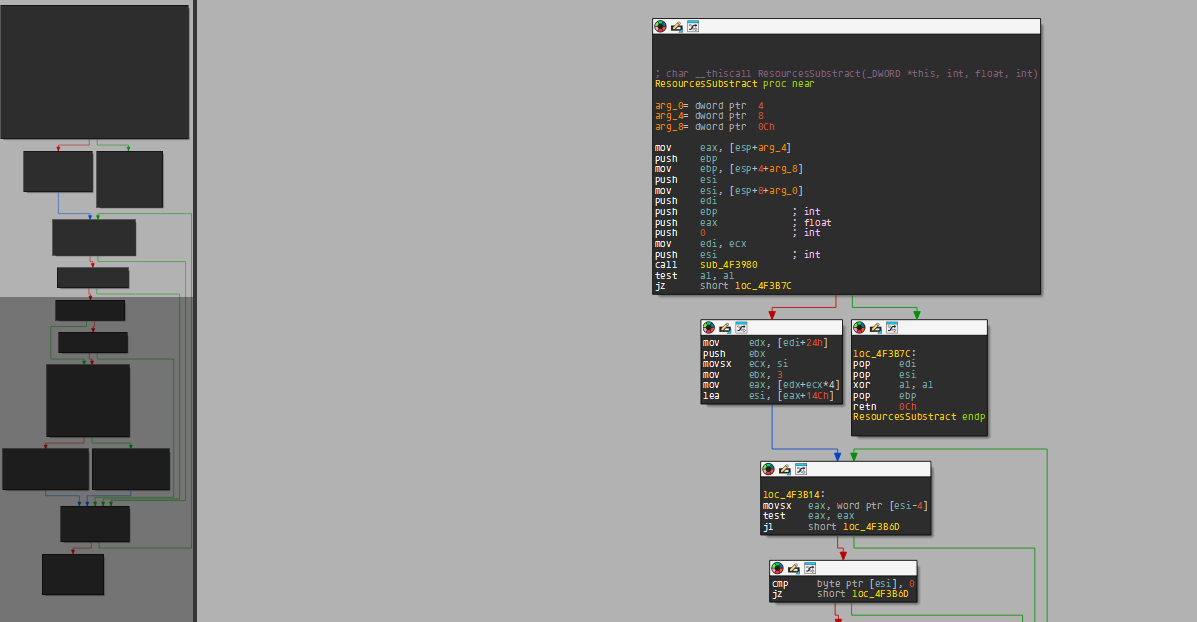 ; char __thiscall ResourcesSubstract(_DWORD *this, int, float, int)
ResourcesSubstract proc near
arg_0= dword ptr  4
arg_4= dword ptr  8
arg_8= dword ptr  0Ch
mov     eax, [esp+arg_4]
push    ebp
mov     ebp, [esp+4+arg_8]
push    esi
mov     esi, [esp+8+arg_0]
push    edi
push    ebp             ; int
push    eax             ; float
push    0               ; int
mov     edi, ecx
push    esi             ; int
call    sub_4F3980
test    al, al
jz      short loc_4F3B7C
mov     edx, [edi+24h]
push    ebx
movsx   ecx, si
mov     ebx, 3
mov     eax, [edx+ecx*4]
lea     esi, [eax+14Ch]
loc_4F3B7C:
pop     edi
pop     esi
xor     al, al
pop     ebp
retn    0Ch
ResourcesSubstract endp
loc_4F3B14:
movsx   eax, word ptr [esi-4]
test    eax, eax
jl      short loc_4F3B6D
cmp     byte ptr [esi], 0
jz      short loc_4F3B6D